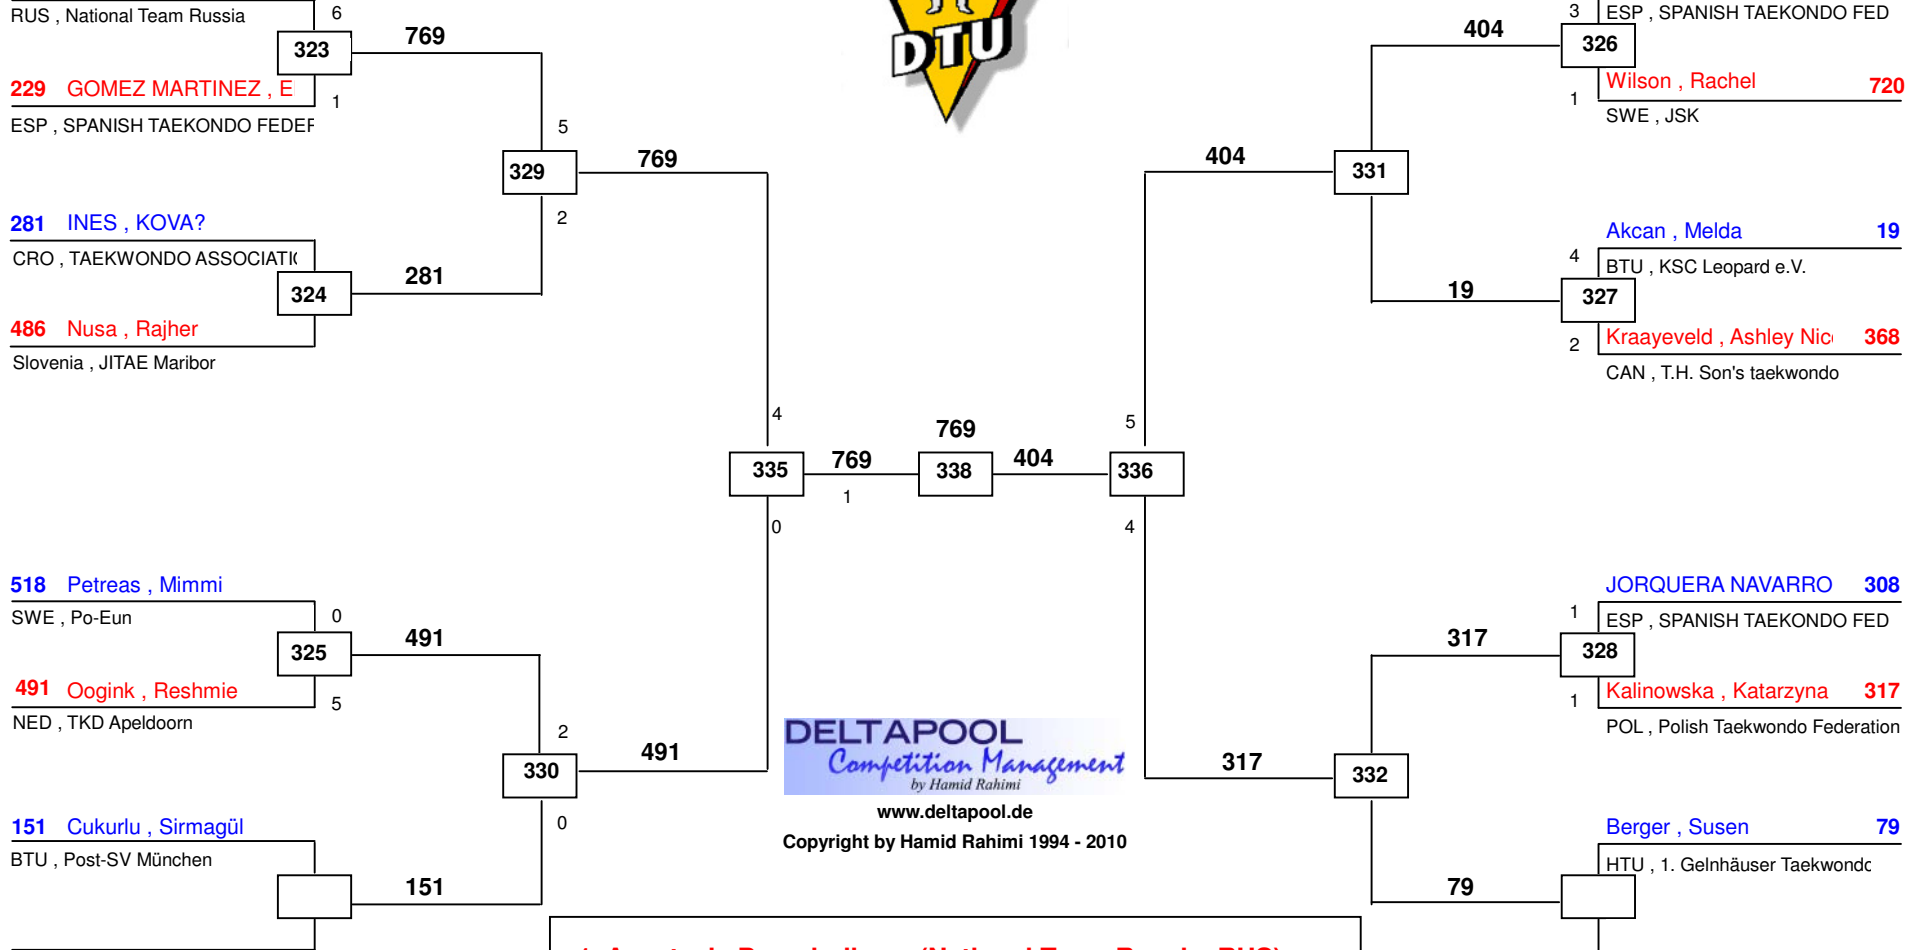 RUS , National Team Russia
6
323
769
229 GOMEZ MARTINEZ , E
1
ESP , SPANISH TAEKONDO FEDER
5
329
769
2
281 INES , KOVA?
CRO , TAEKWONDO ASSOCIATI
324
281
486 Nusa , Rajher
Slovenia , JITAE Maribor
518 Petreas , Mimmi
SWE , Po-Eun
0
325
491
491 Oogink , Reshmie
5
NED , TKD Apeldoorn
2
330
491
0
151 Cukurlu , Sirmagül
BTU , Post-SV München
151
DTU
4
335
769
1
0
769
338
404
5
336
4
DELTAPOOL
Competition Management
by Hamid Rahimi
www.deltapool.de
Copyright by Hamid Rahimi 1994 - 2010
404
331
404
3
ESP , SPANISH TAEKONDO FED
326
Wilson , Rachel 720
1
SWE , JSK
Akcan , Melda 19
4
BTU , KSC Leopard e.V.
19
327
Kraayeveld , Ashley Nic 368
2
CAN , T.H. Son's taekwondo
JORQUERA NAVARRO 308
1
ESP , SPANISH TAEKONDO FED
317
328
Kalinowska , Katarzyna 317
1
POL , Polish Taekwondo Federation
317
332
Berger , Susen 79
HTU , 1. Gelnhäuser Taekwondo
79